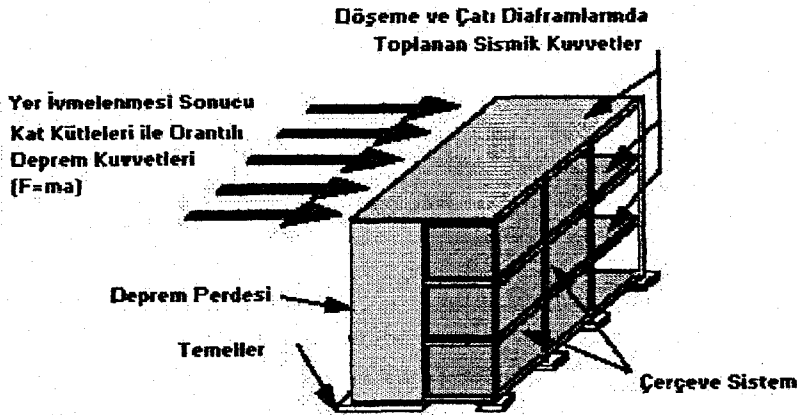 Döşeme ve Çatı Diaframlarında
Toplanan Sismik Kuvvetler
Yer İvmelenmesi Sonucu
Kat Kütleleri ile Orantılı
Deprem Kuvvetleri
(F=ma)
Deprem Perdesi
Temeller
Çerçeve Sistem